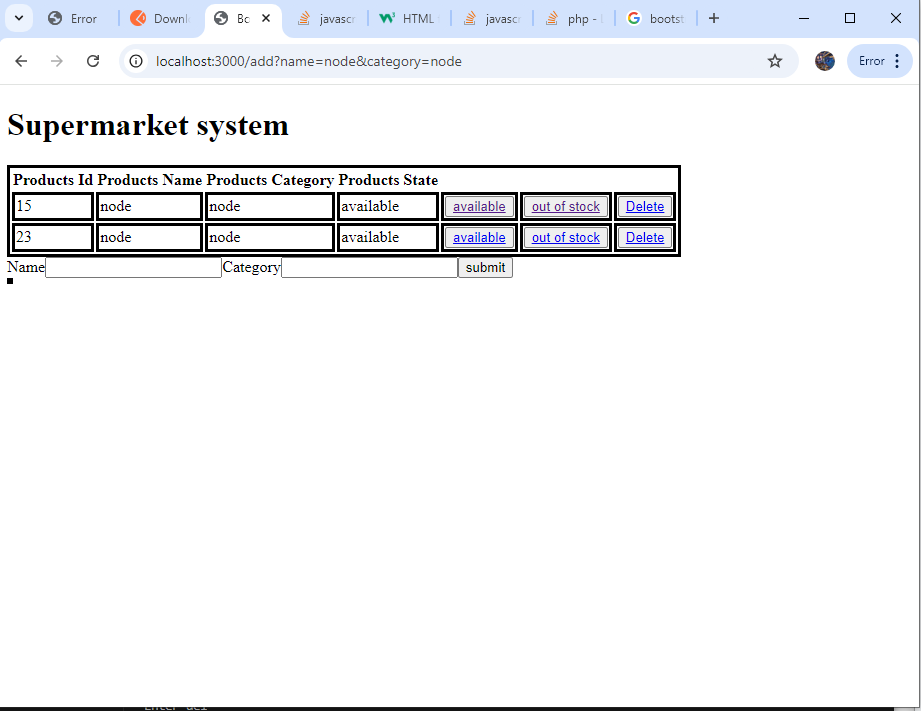 Error
Downl
Bc
javascr
HTML
javascr
php -
bootst
localhost:3000/add?name=node&category=node
Error
Supermarket system
Products Id Products Name Products Category Products State
15 node node available available out of stock Delete
23 node node available available out of stock Delete
Name Category submit